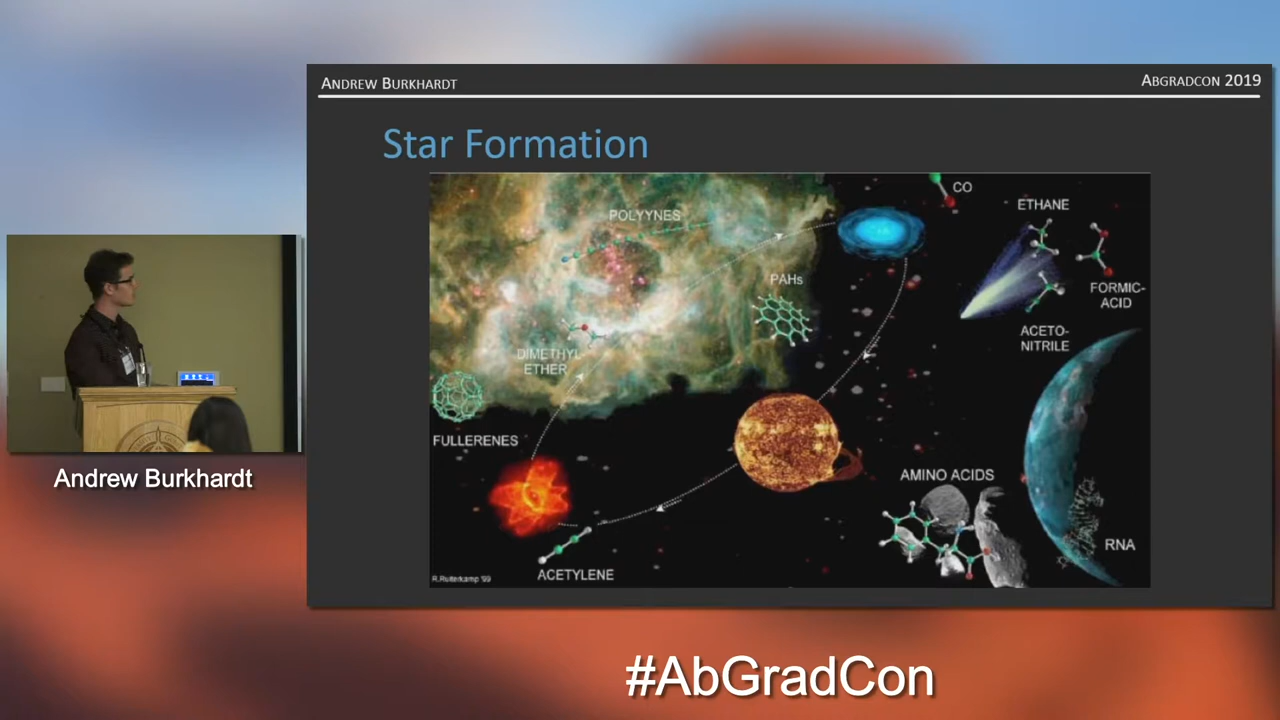 ANDREW BURKHARDT
ABGRADCON 2019
Star Formation
CO
POLYYNES
ETHANE
PAHs
FORMIC-
ACID
ACETO-
NITRILE
DIMETHYL
ETHER
FULLERENES
AMINO ACIDS
RNA
ACETYLENE
R.Ruiterkamp '99
Andrew Burkhardt
#AbGradCon